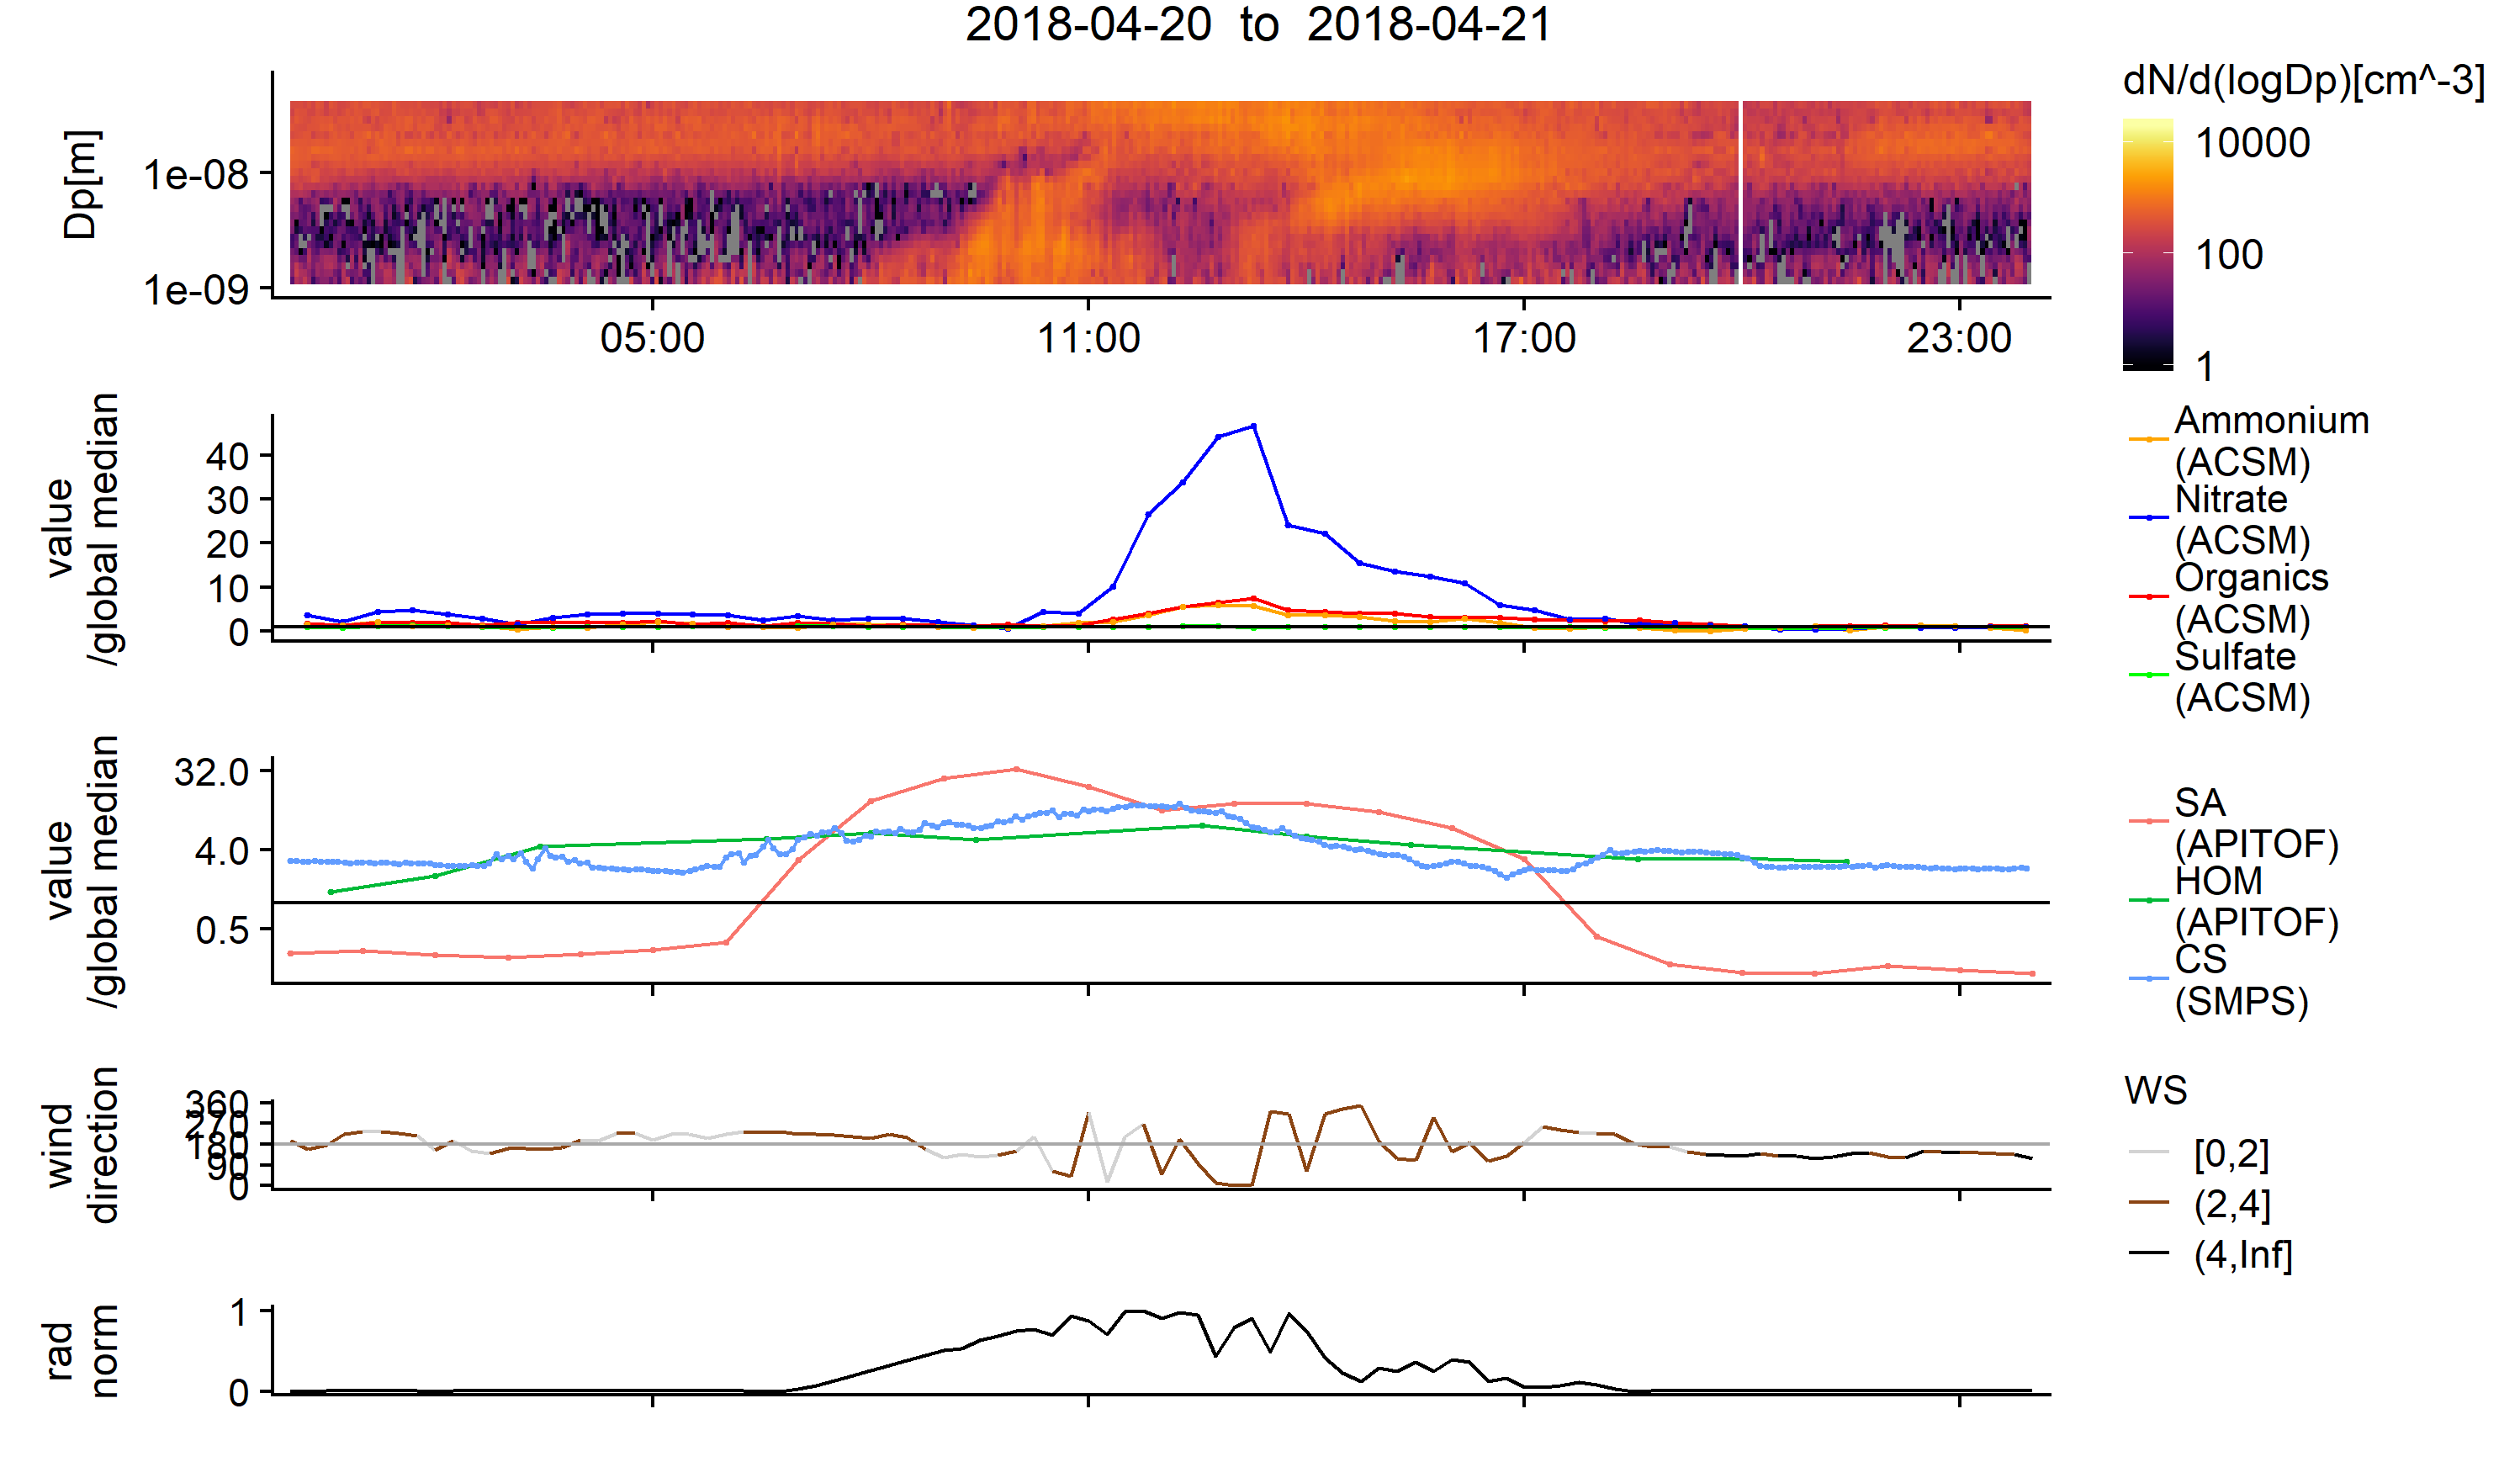 2018-04-20 to 2018-04-21
Dp[m]
1e-08
1e-09
05:00
11:00
17:00
23:00
dN/d(logDp)[cm^-3]
10000
100
1
value
/global median
40
30
20
10
0
Ammonium
(ACSM)
Nitrate
(ACSM)
Organics
(ACSM)
Sulfate
(ACSM)
value
/global median
32.0
4.0
0.5
SA
(APITOF)
HOM
(APITOF)
CS
(SMPS)
wind
direction
360
270
180
90
0
WS
[0,2]
(2,4]
(4,Inf]
rad
norm
1
0